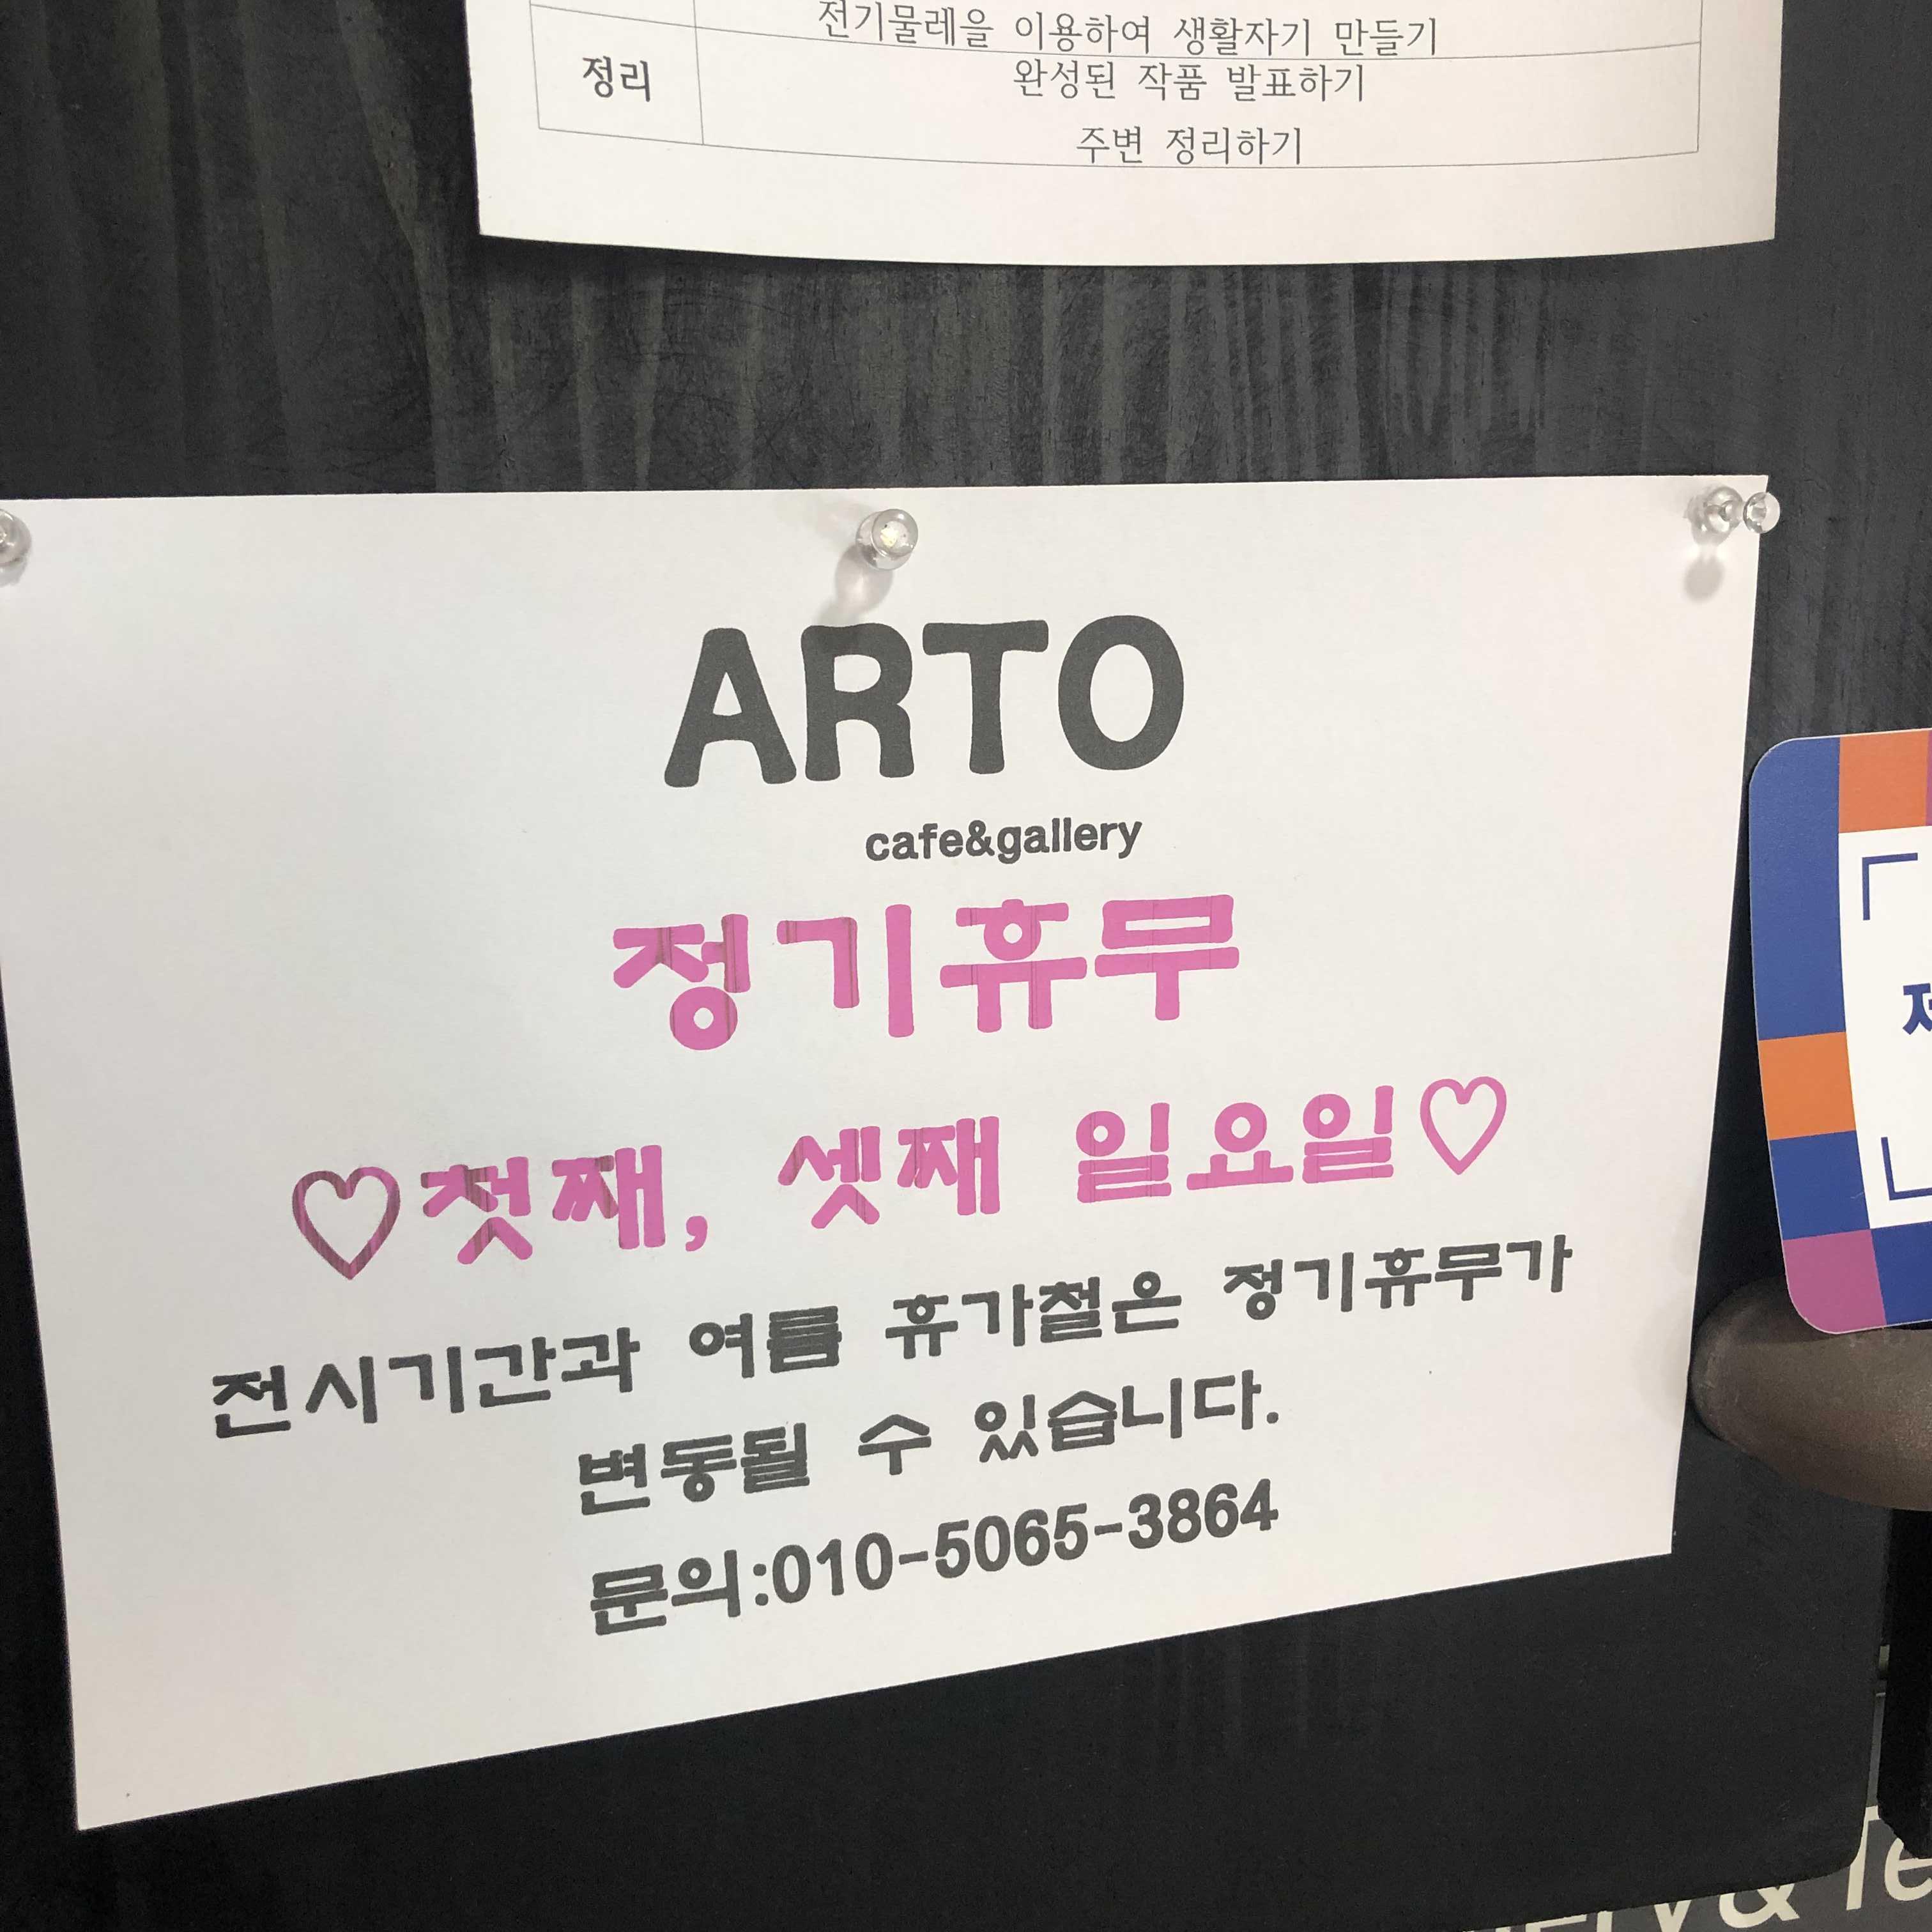 전기물레을 이용하여 생활자기 만들기
정리
완성된 작품 발표하기
주변 정리하기
ARTO
cafe&gallery
정기휴무
♡첫째, 셋째 일요일♡
전시기간과 여름 휴가철은 정기휴무가
변동될 수 있습니다.
문의:010-5065-3864